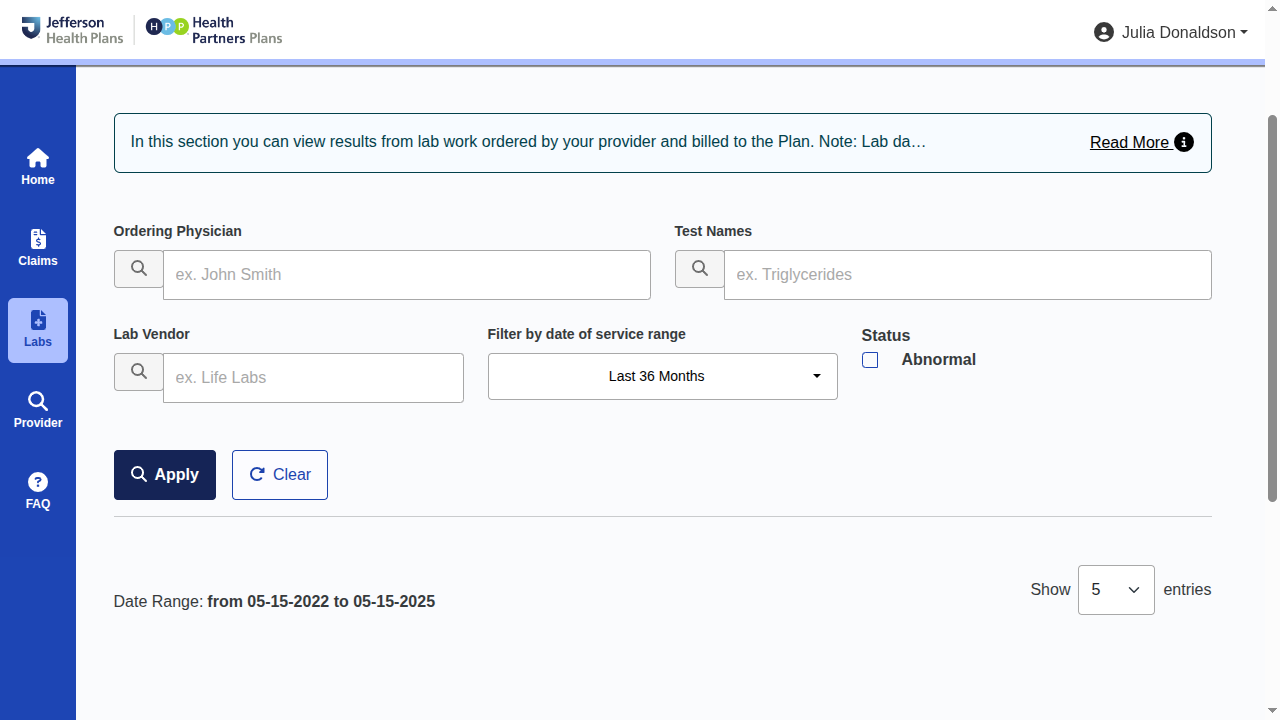 Jefferson
Health Plans
HPP
Health
Partners Plans
Julia Donaldson
Home
Claims
Labs
Provider
FAQ
In this section you can view results from lab work ordered by your provider and billed to the Plan. Note: Lab da…
Read More
Ordering Physician
ex. John Smith
Test Names
ex. Triglycerides
Lab Vendor
ex. Life Labs
Filter by date of service range
Last 36 Months
Status
Abnormal
Apply
Clear
Date Range: from 05-15-2022 to 05-15-2025
Show 5 entries